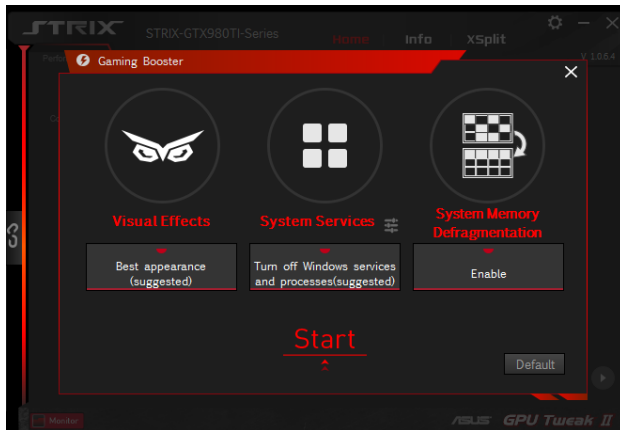 STRIX
STRIX-GTX980TI-Series
Home
Info
XSplit
V 1.0.6.4
Gaming Booster
Visual Effects
System Services
System Memory
Defragmentation
Best appearance
(suggested)
Turn off Windows services
and processes(suggested)
Enable
Start
Default
Monitor
ASUS GPU Tweak II